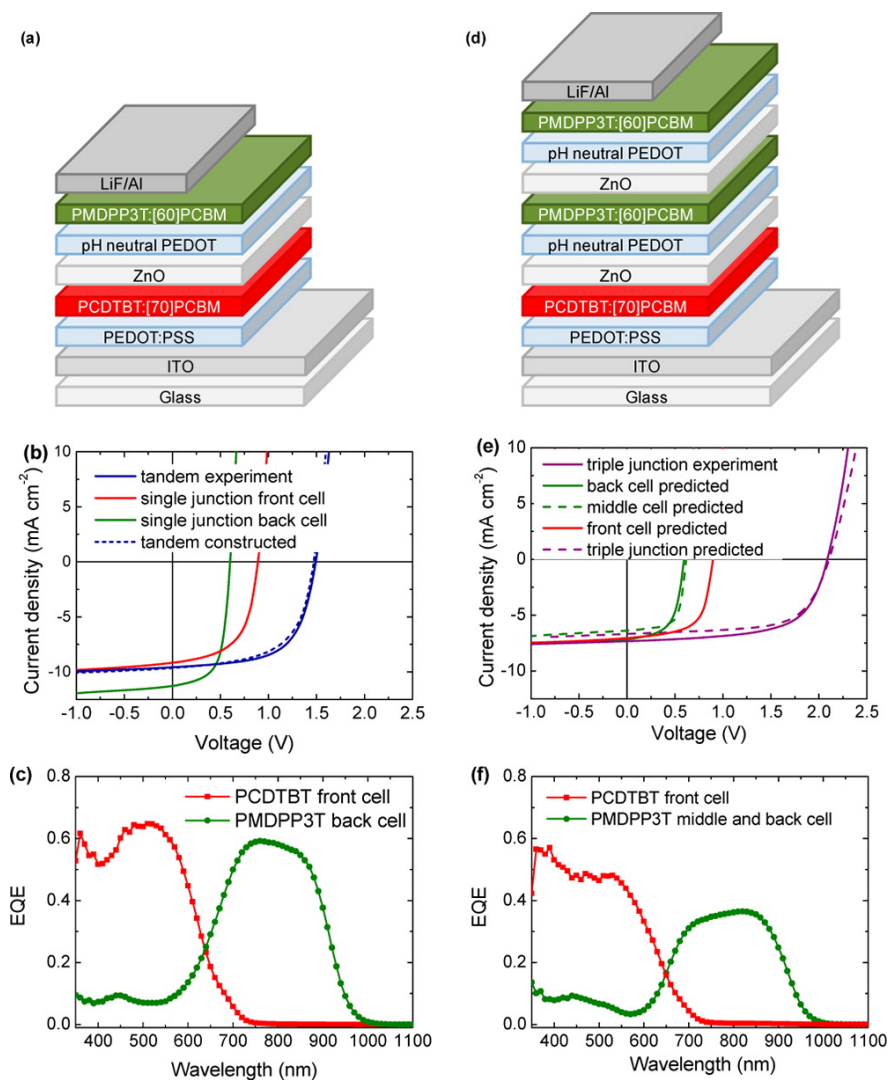 (a)
LiF/Al
PMDPP3T:[60]PCBM
pH neutral PEDOT
ZnO
PCDTBT:[70]PCBM
PEDOT:PSS
ITO
Glass
(d)
LiF/Al
PMDPP3T:[60]PCBM
pH neutral PEDOT
ZnO
PMDPP3T:[60]PCBM
pH neutral PEDOT
ZnO
PCDTBT:[70]PCBM
PEDOT:PSS
ITO
Glass
(b)
Current density (mA cm⁻²)
10
5
0
-5
-10
tandem experiment
single junction front cell
single junction back cell
tandem constructed
-1.0 -0.5 0.0 0.5 1.0 1.5 2.0 2.5
Voltage (V)
(e)
Current density (mA cm⁻²)
10
5
0
-5
-10
triple junction experiment
back cell predicted
middle cell predicted
front cell predicted
triple junction predicted
-1.0 -0.5 0.0 0.5 1.0 1.5 2.0 2.5
Voltage (V)
(c)
EQE
0.8
0.6
0.4
0.2
0.0
PCDTBT front cell
PMDPP3T back cell
400 500 600 700 800 900 1000 1100
Wavelength (nm)
(f)
EQE
0.8
0.6
0.4
0.2
0.0
PCDTBT front cell
PMDPP3T middle and back cell
400 500 600 700 800 900 1000 1100
Wavelength (nm)